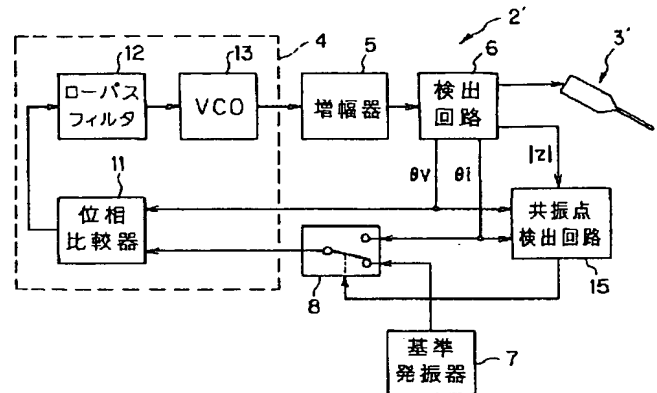 2'
4
12
13
5
6
3'
ローパス
フィルタ
VCO
増幅器
検出
回路
θv
θi
|Z|
11
位相
比較器
共振点
検出回路
15
8
基準
発振器
7